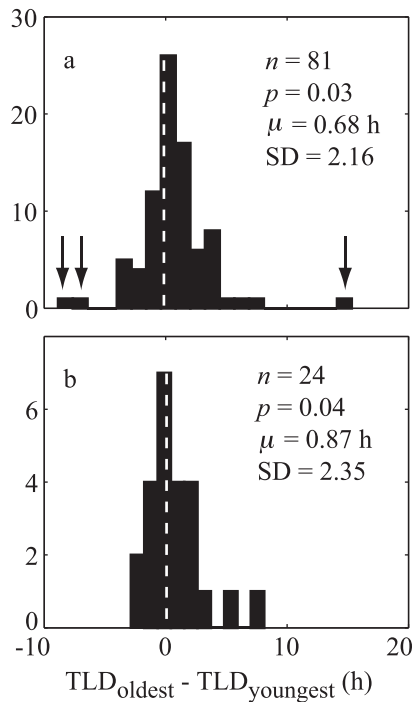 30
a
n = 81
p = 0.03
μ = 0.68 h
SD = 2.16
20
10
0
b
n = 24
p = 0.04
μ = 0.87 h
SD = 2.35
6
4
2
0
-10 0 10 20
TLDoldest - TLDyoungest (h)